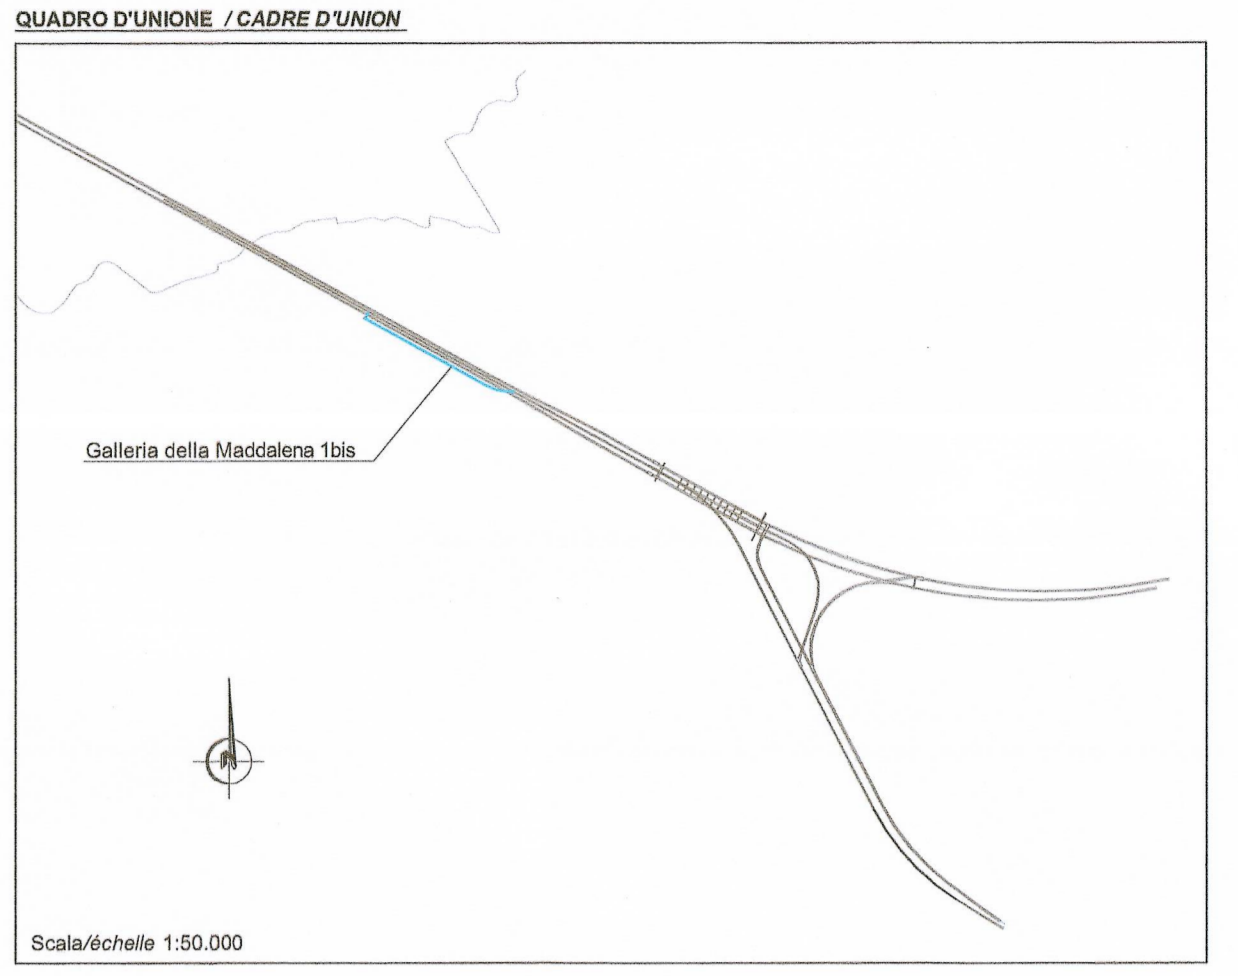 QUADRO D'UNIONE / CADRE D'UNION
Galleria della Maddalena 1bis
Scala/échelle 1:50.000